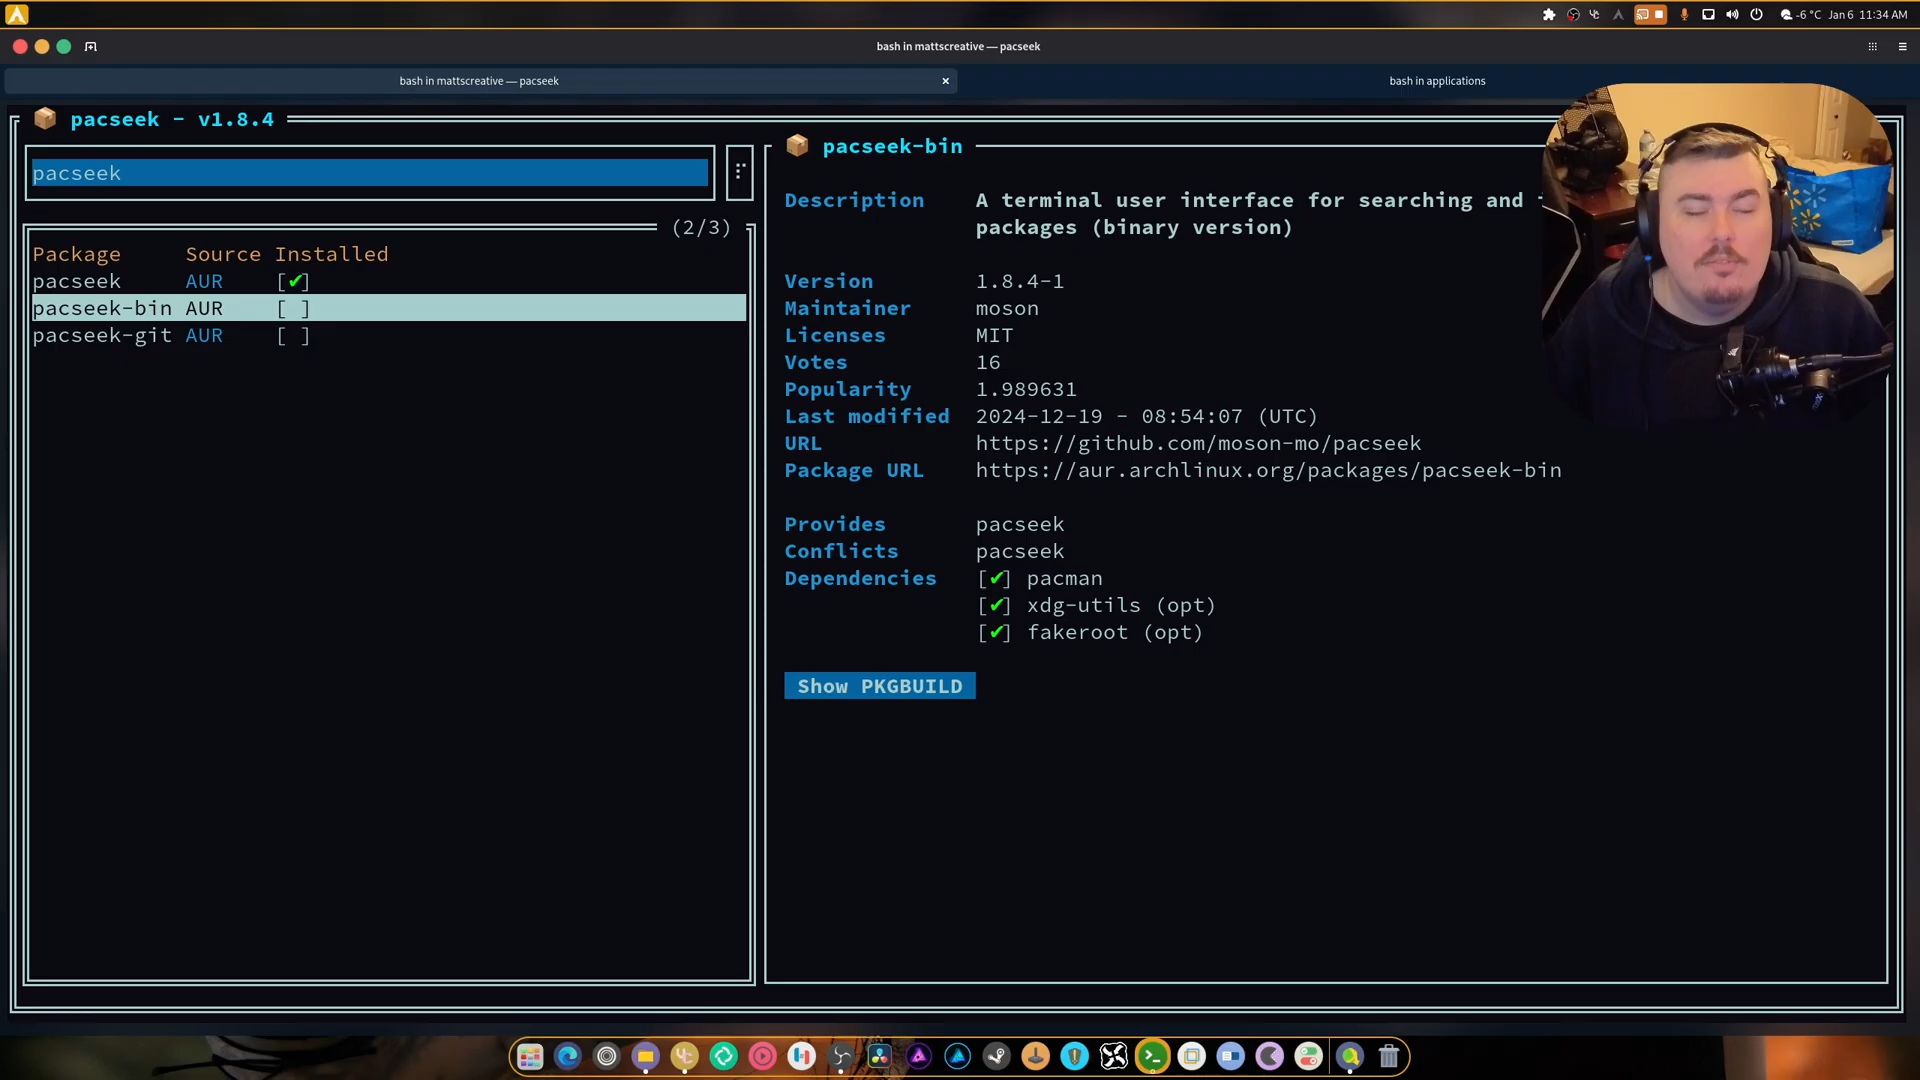 -6 °C Jan 6 11:34 AM
bash in mattscreative — pacseek
bash in mattscreative — pacseek
bash in applications
pacseek - v1.8.4
pacseek
(2/3)
Package Source Installed
pacseek AUR [✔]
pacseek-bin AUR [ ]
pacseek-git AUR [ ]
pacseek-bin
Description A terminal user interface for searching and
packages (binary version)
Version 1.8.4-1
Maintainer moson
Licenses MIT
Votes 16
Popularity 1.989631
Last modified 2024-12-19 - 08:54:07 (UTC)
URL https://github.com/moson-mo/pacseek
Package URL https://aur.archlinux.org/packages/pacseek-bin
Provides pacseek
Conflicts pacseek
Dependencies [✔] pacman
[✔] xdg-utils (opt)
[✔] fakeroot (opt)
Show PKGBUILD